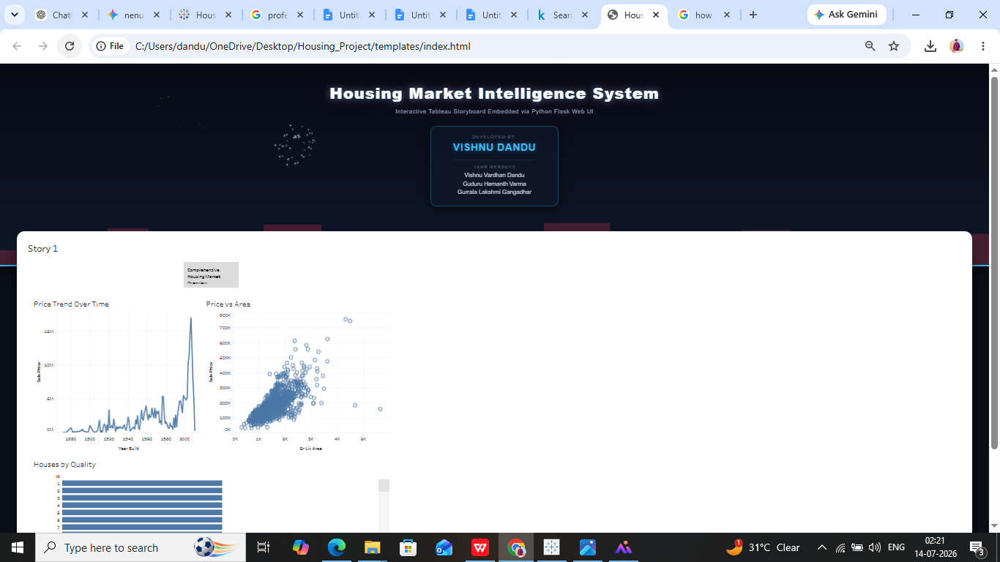 Chat
nenu
Hous
profe
Untit
Untit
Untit
Sear
Hous
how
Ask Gemini
File
C:/Users/dandu/OneDrive/Desktop/Housing_Project/templates/index.html
Housing Market Intelligence System
Interactive Tableau Storyboard Embedded via Python Flask Web UI
DEVELOPED BY:
VISHNU DANDU
TEAM MEMBERS
Vishnu Vardhan Dandu
Guduru Hemanth Varma
Gurrala Lakshmi Gangadhar
Story 1
Comprehensive
Housing Market
Overview
Price Trend Over Time
Sale Price
15M
10M
5M
0M
1880 1900 1920 1940 1960 1980 2000
Year Built
Price vs Area
Sale Price
800K
700K
600K
500K
400K
300K
200K
100K
0K
0K 1K 2K 3K 4K 5K
Gr Liv Area
Houses by Quality
Id
1
2
3
4
5
6
7
Type here to search
1
31°C Clear
ENG
02:21
14-07-2026
3